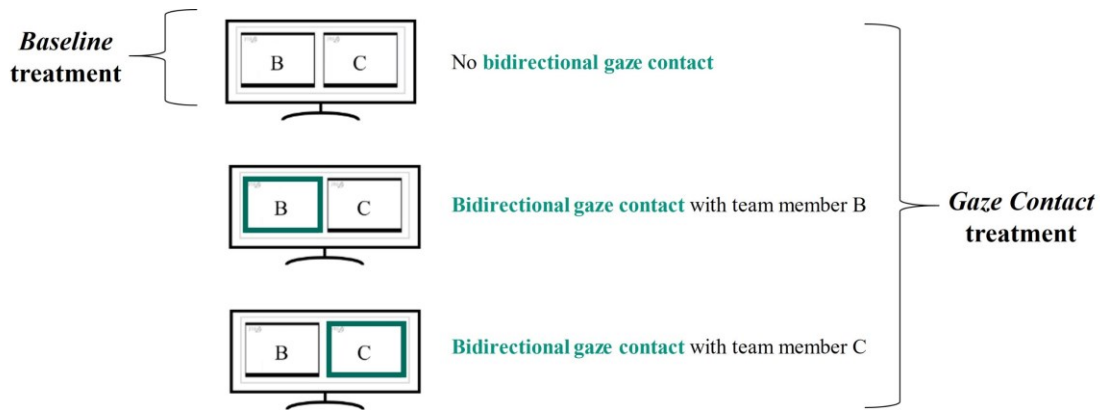 Baseline
treatment
B C
No bidirectional gaze contact
B C
Bidirectional gaze contact with team member B
Gaze Contact
treatment
B C
Bidirectional gaze contact with team member C